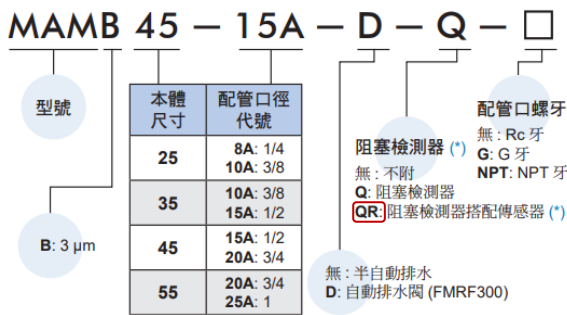 MAMB 45 － 15A － D － Q － □
型號
B: 3 µm
本體尺寸 配管口徑代號
25 8A: 1/4
10A: 3/8
35 10A: 3/8
15A: 1/2
45 15A: 1/2
20A: 3/4
55 20A: 3/4
25A: 1
無 : 半自動排水
D: 自動排水閥 (FMRF300)
阻塞檢測器 (*)
無 : 不附
Q: 阻塞檢測器
QR: 阻塞檢測器搭配傳感器 (*)
配管口螺牙
無 : Rc 牙
G: G 牙
NPT: NPT 牙